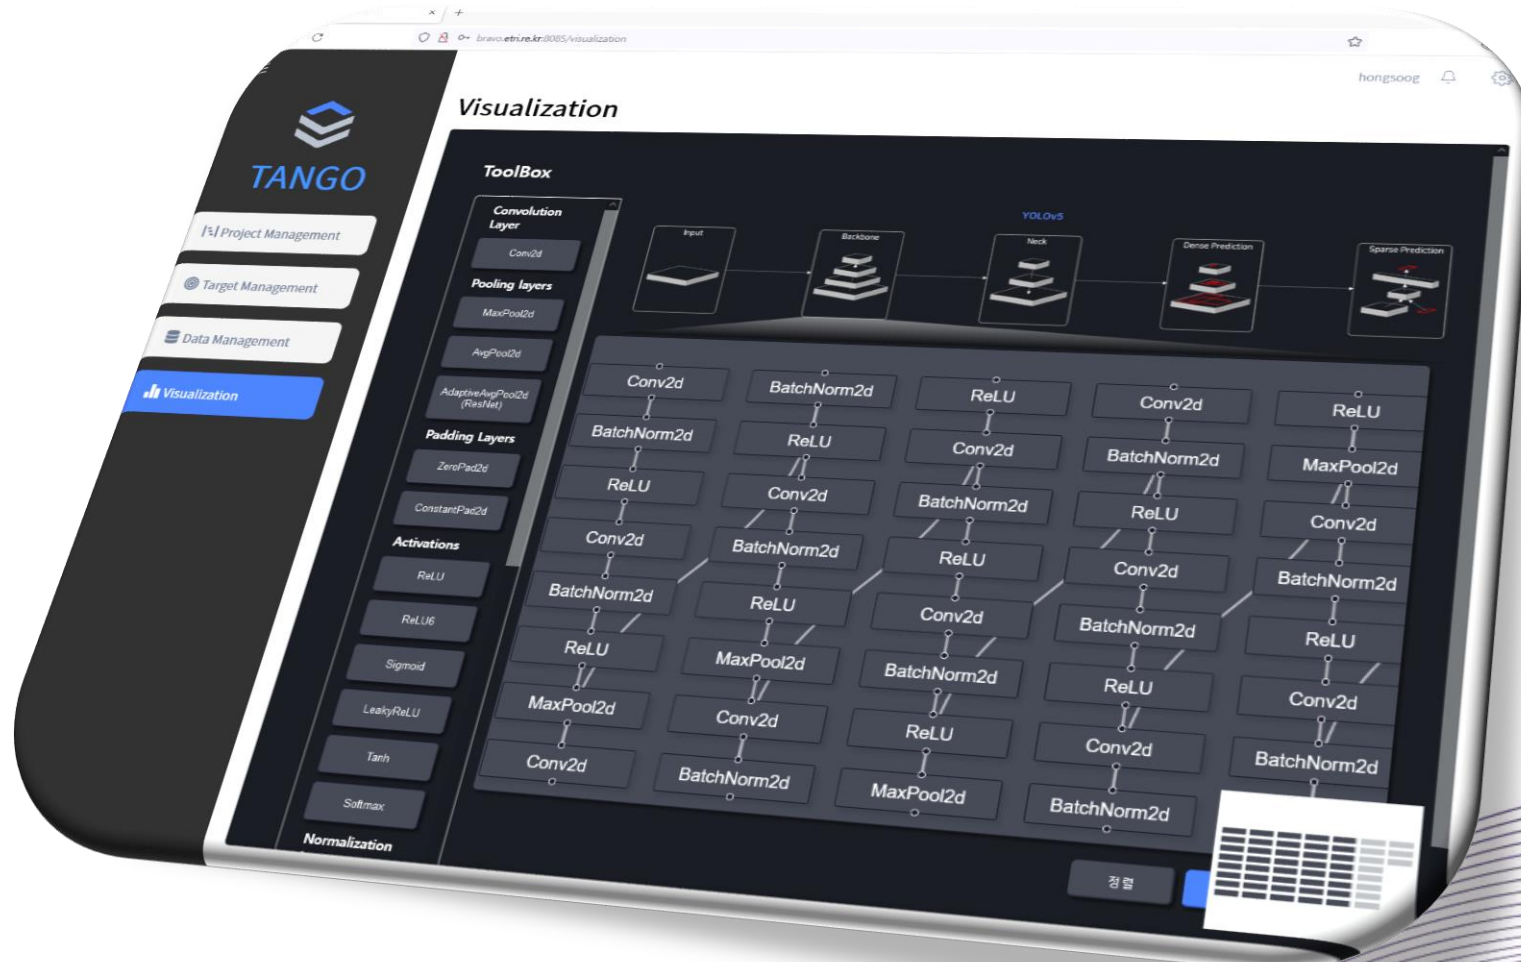 bravo.etri.re.kr:8085/visualization
hongsoog
Visualization
TANGO
Project Management
Target Management
Data Management
Visualization
ToolBox
Convolution
Layer
Conv2d
Pooling layers
MaxPool2d
AvgPool2d
AdaptiveAvgPool2d
(ResNet)
Padding Layers
ZeroPad2d
ConstantPad2d
Activations
ReLU
ReLU6
Sigmoid
LeakyReLU
Tanh
Softmax
Normalization
YOLOv5
Input
Backbone
Neck
Dense Prediction
Sparse Prediction
Conv2d BatchNorm2d ReLU Conv2d ReLU
BatchNorm2d ReLU Conv2d BatchNorm2d MaxPool2d
ReLU Conv2d BatchNorm2d ReLU Conv2d
Conv2d BatchNorm2d ReLU Conv2d BatchNorm2d
BatchNorm2d ReLU Conv2d BatchNorm2d ReLU
ReLU MaxPool2d BatchNorm2d ReLU Conv2d
MaxPool2d Conv2d ReLU Conv2d BatchNorm2d
Conv2d BatchNorm2d MaxPool2d BatchNorm2d
정렬